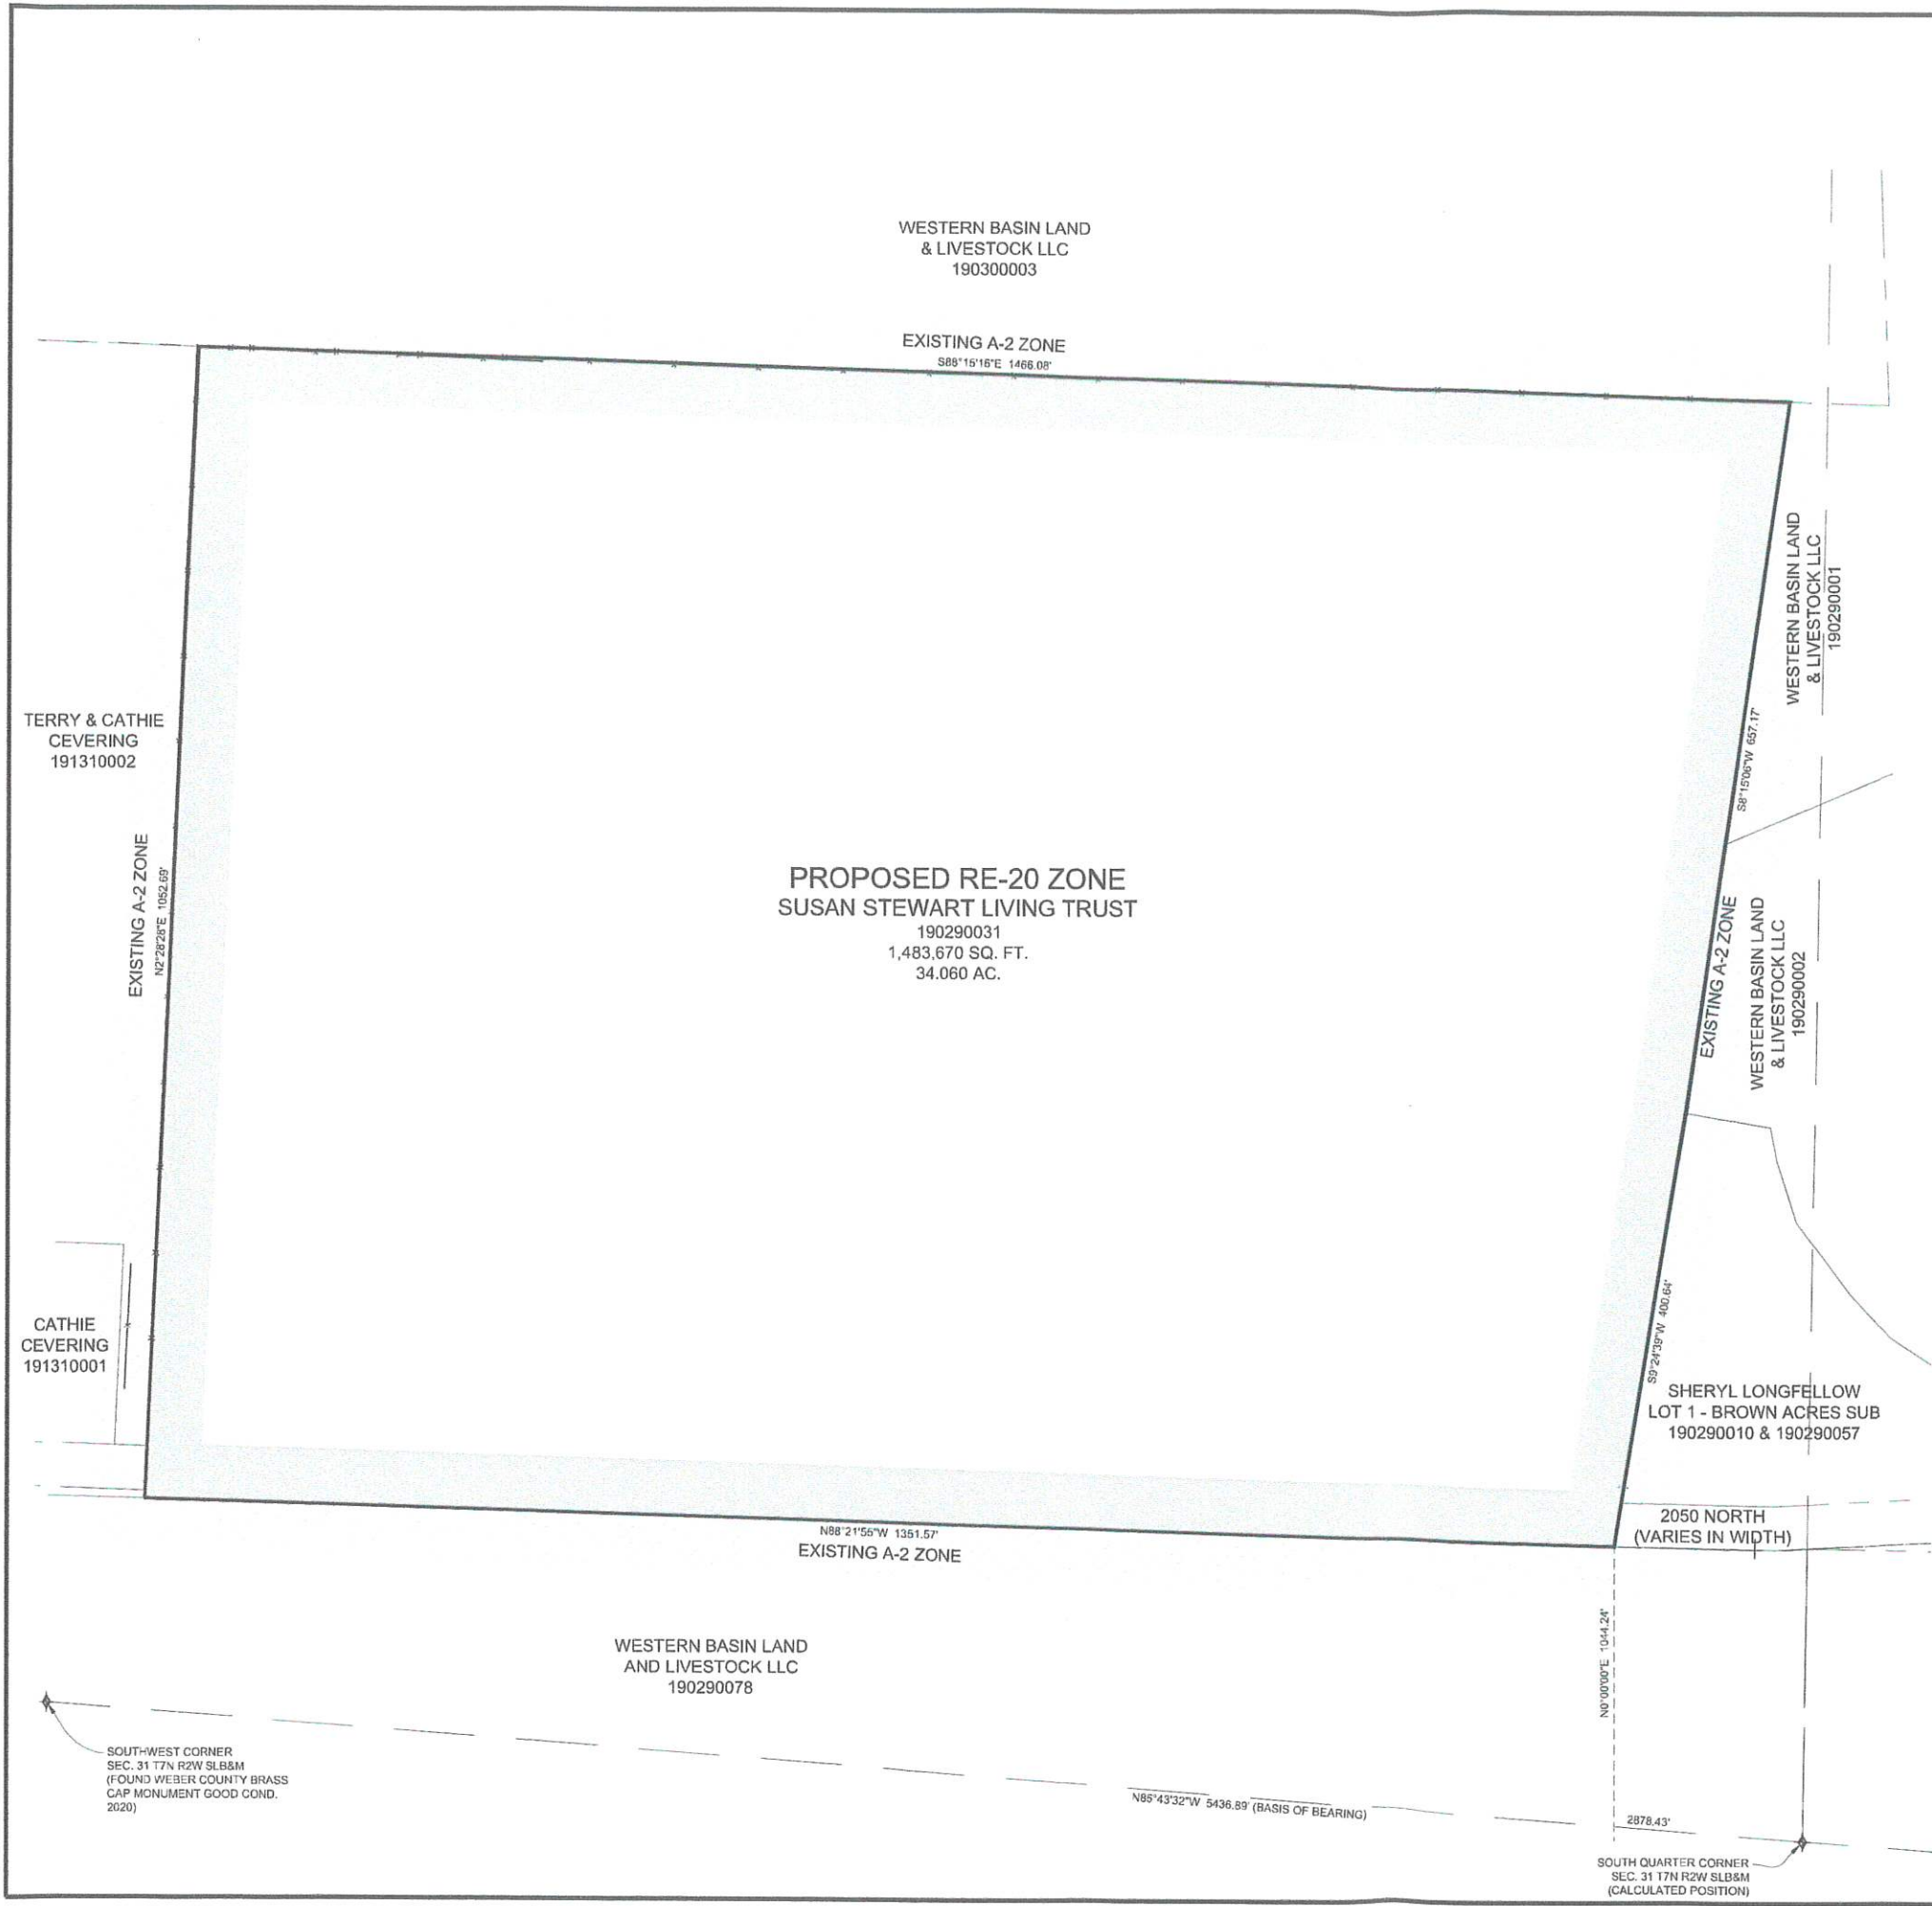 WESTERN BASIN LAND
& LIVESTOCK LLC
190300003
EXISTING A-2 ZONE
S88°15'16"E 1466.08'
WESTERN BASIN LAND
& LIVESTOCK LLC
190290001
S8°15'06"W 657.17'
TERRY & CATHIE
CEVERING
191310002
EXISTING A-2 ZONE
N2°28'28"E 1052.69'
PROPOSED RE-20 ZONE
SUSAN STEWART LIVING TRUST
190290031
1,483,670 SQ. FT.
34.060 AC.
EXISTING A-2 ZONE
WESTERN BASIN LAND
& LIVESTOCK LLC
190290002
CATHIE
CEVERING
191310001
S9°24'39"W 400.64'
SHERYL LONGFELLOW
LOT 1 - BROWN ACRES SUB
190290010 & 190290057
2050 NORTH
(VARIES IN WIDTH)
N88°21'55"W 1351.57'
EXISTING A-2 ZONE
N0°00'00"E 1044.24'
WESTERN BASIN LAND
AND LIVESTOCK LLC
190290078
SOUTHWEST CORNER
SEC. 31 T7N R2W SLB&M
(FOUND WEBER COUNTY BRASS
CAP MONUMENT GOOD COND.
2020)
N85°43'32"W 5436.89' (BASIS OF BEARING)
2878.43'
SOUTH QUARTER CORNER
SEC. 31 T7N R2W SLB&M
(CALCULATED POSITION)